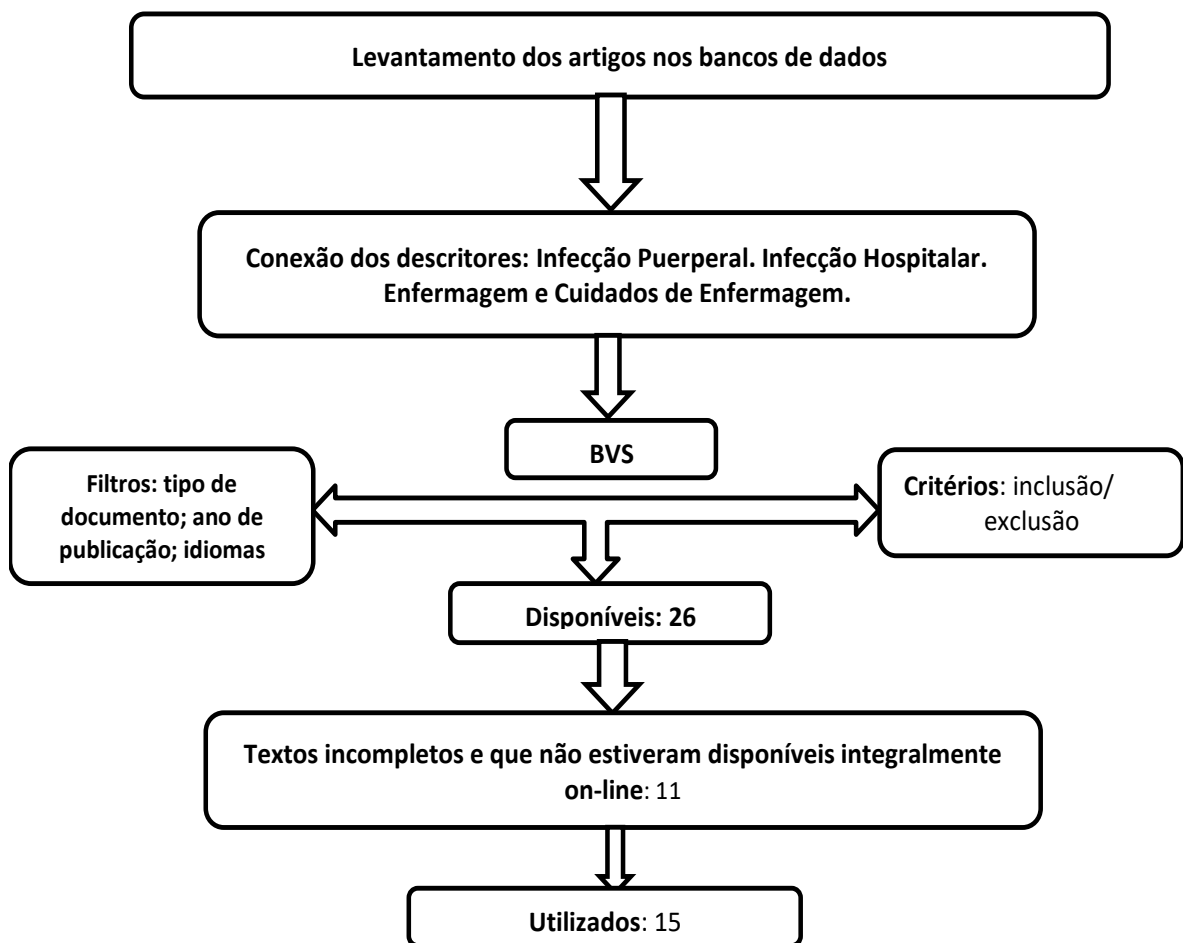 Levantamento dos artigos nos bancos de dados
Conexão dos descritores: Infecção Puerperal. Infecção Hospitalar.
Enfermagem e Cuidados de Enfermagem.
BVS
Filtros: tipo de
documento; ano de
publicação; idiomas
Critérios: inclusão/
exclusão
Disponíveis: 26
Textos incompletos e que não estiveram disponíveis integralmente
on-line: 11
Utilizados: 15